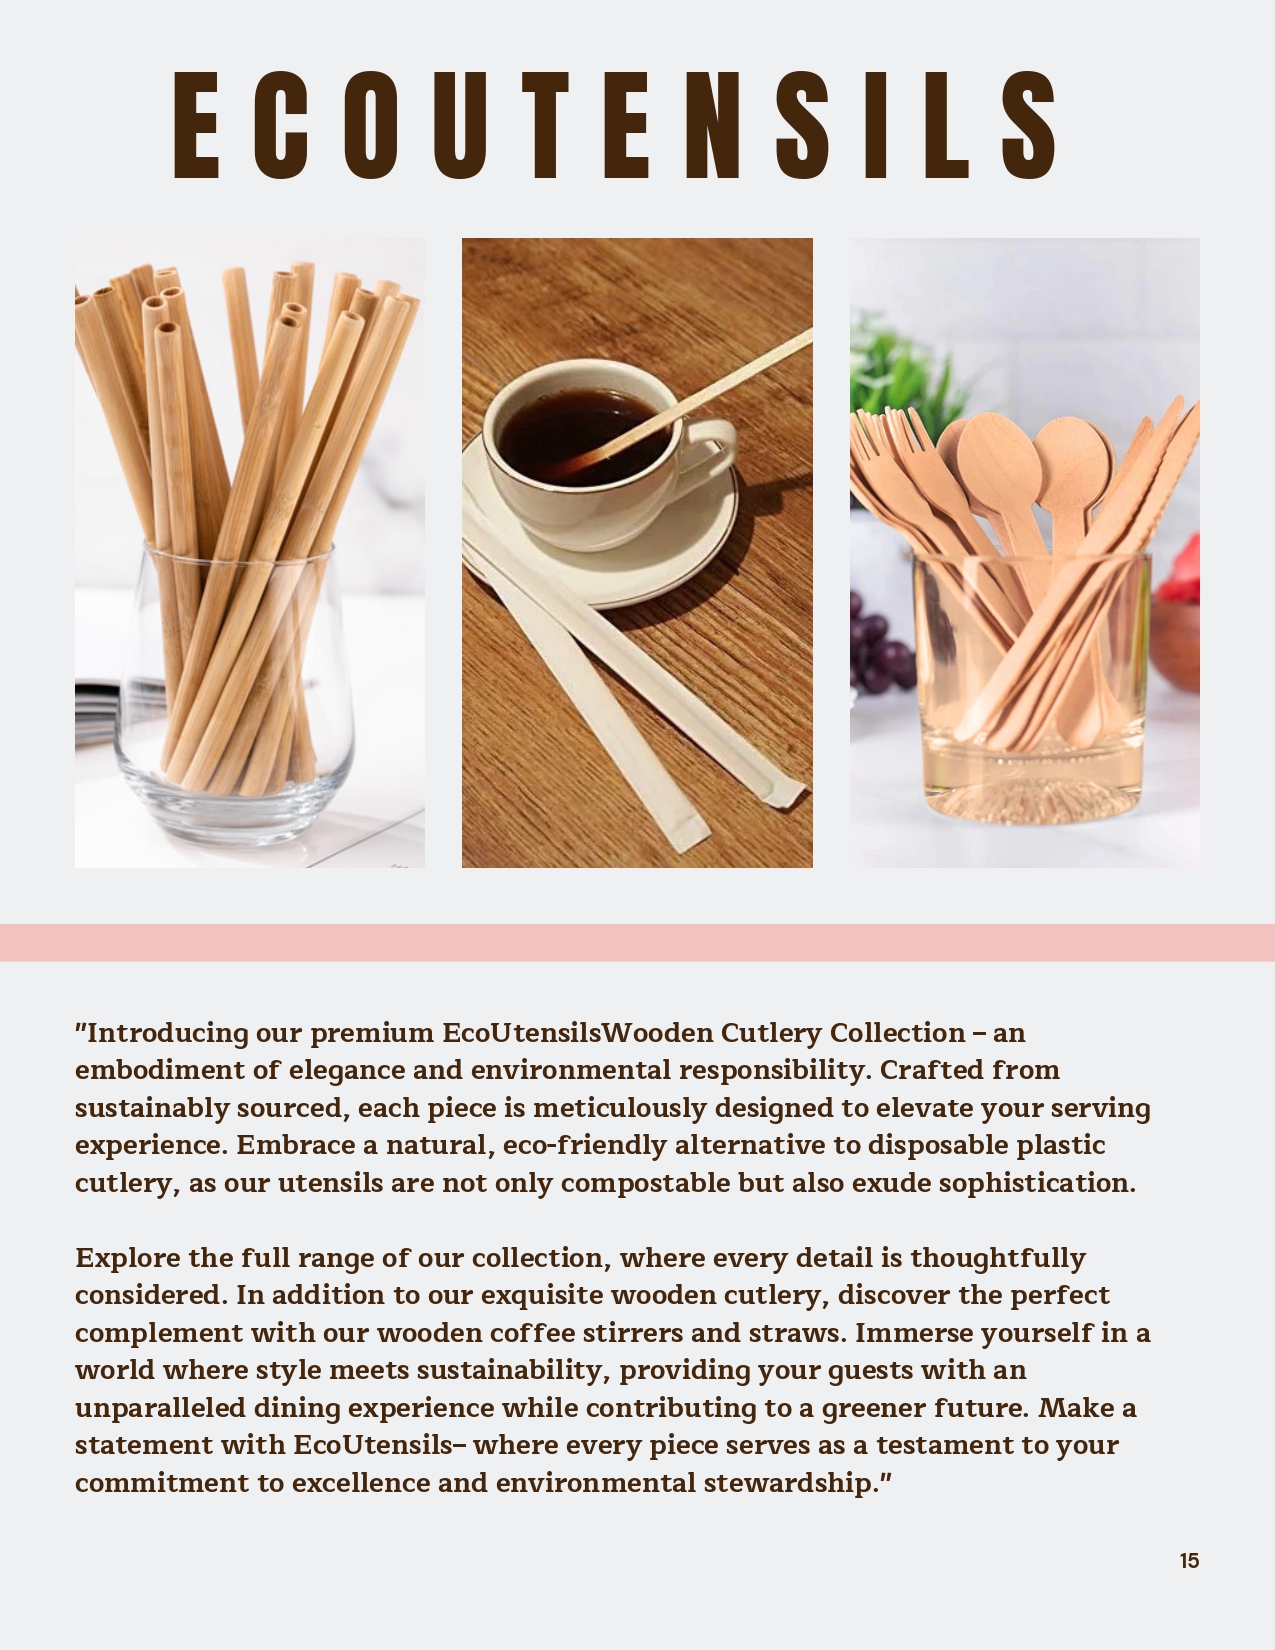 ECOUTENSILS
"Introducing our premium EcoUtensilsWooden Cutlery Collection – an
embodiment of elegance and environmental responsibility. Crafted from
sustainably sourced, each piece is meticulously designed to elevate your serving
experience. Embrace a natural, eco-friendly alternative to disposable plastic
cutlery, as our utensils are not only compostable but also exude sophistication.
Explore the full range of our collection, where every detail is thoughtfully
considered. In addition to our exquisite wooden cutlery, discover the perfect
complement with our wooden coffee stirrers and straws. Immerse yourself in a
world where style meets sustainability, providing your guests with an
unparalleled dining experience while contributing to a greener future. Make a
statement with EcoUtensils– where every piece serves as a testament to your
commitment to excellence and environmental stewardship."
15